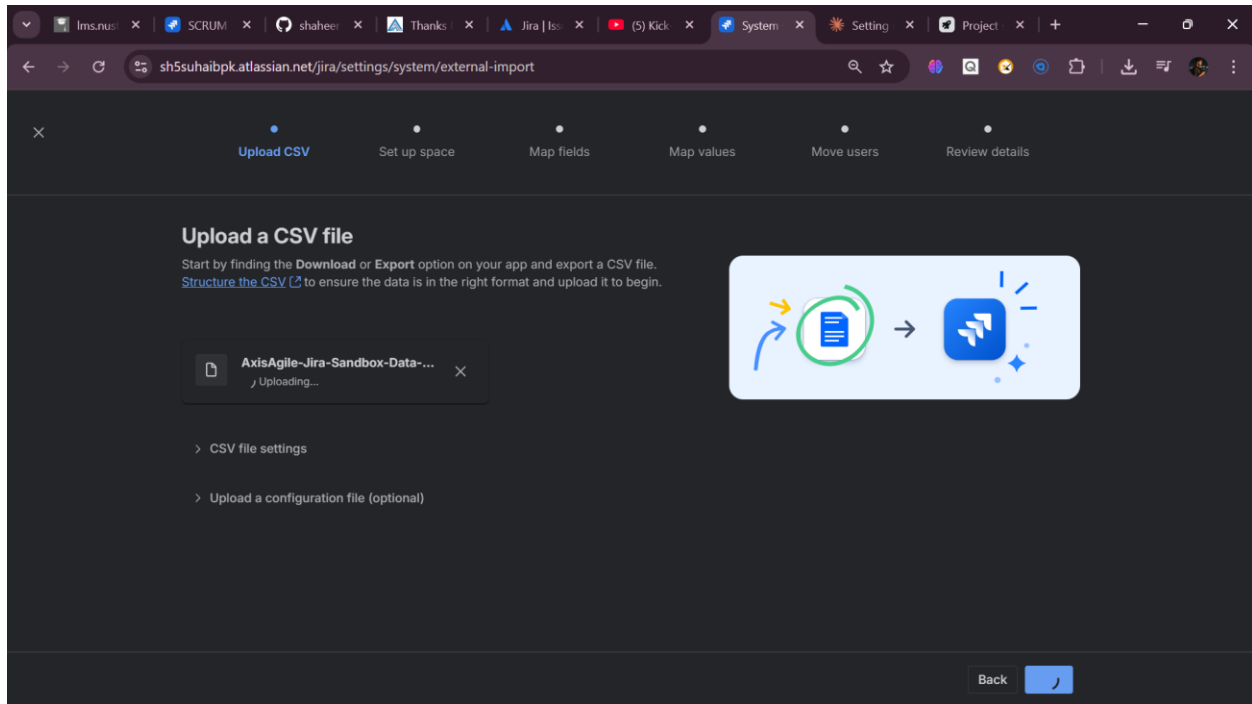 lms.nust
SCRUM
shaheer
Thanks
Jira | Iss
(5) Kick
System
Setting
Project
sh5suhaibpk.atlassian.net/jira/settings/system/external-import
Upload CSV
Set up space
Map fields
Map values
Move users
Review details
Upload a CSV file
Start by finding the Download or Export option on your app and export a CSV file.
Structure the CSV to ensure the data is in the right format and upload it to begin.
AxisAgile-Jira-Sandbox-Data-...
Uploading...
CSV file settings
Upload a configuration file (optional)
Back